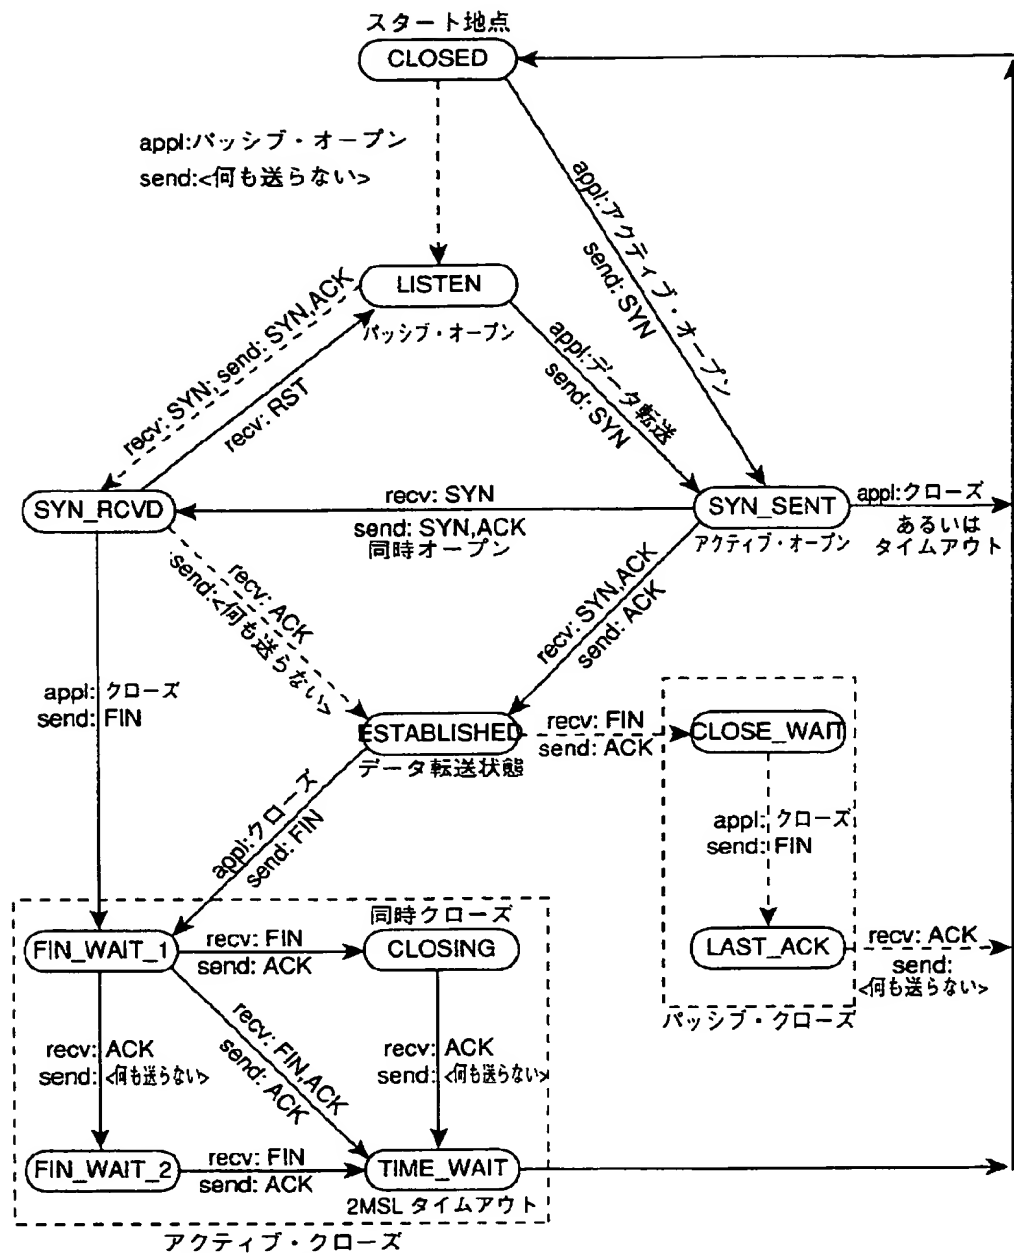 スタート地点
CLOSED
appl:パッシブ・オープン
send:<何も送らない>
appl:アクティブ・オープン
send: SYN
LISTEN
パッシブ・オープン
recv: SYN; send: SYN,ACK
recv: RST
appl:データ転送
send: SYN
SYN_RCVD
recv: SYN
send: SYN,ACK
同時オープン
SYN_SENT
アクティブ・オープン
appl:クローズ
あるいは
タイムアウト
recv: ACK
send:<何も送らない>
recv: SYN,ACK
send: ACK
appl: クローズ
send: FIN
ESTABLISHED
データ転送状態
recv: FIN
send: ACK
CLOSE_WAIT
appl: クローズ
send: FIN
appl:クローズ
send: FIN
LAST_ACK
recv: ACK
send:
<何も送らない>
パッシブ・クローズ
同時クローズ
FIN_WAIT_1
recv: FIN
send: ACK
CLOSING
recv: ACK
send: <何も送らない>
recv: FIN,ACK
send: ACK
recv: ACK
send: <何も送らない>
FIN_WAIT_2
recv: FIN
send: ACK
TIME_WAIT
2MSL タイムアウト
アクティブ・クローズ